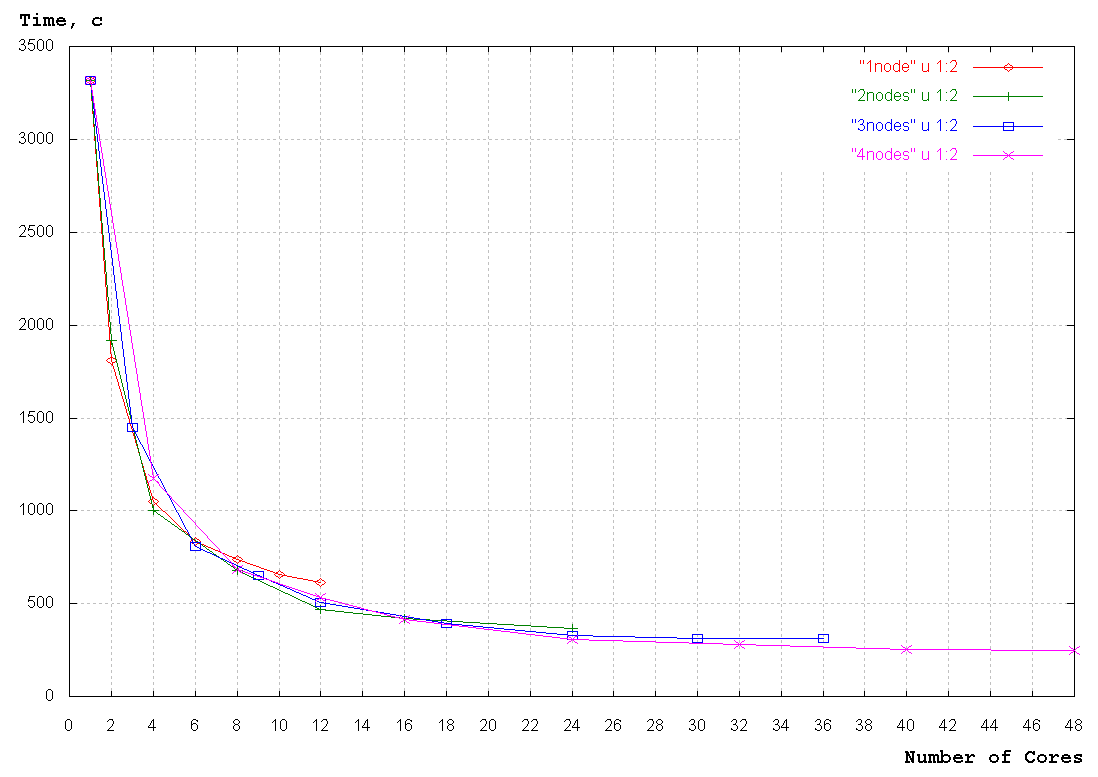 Time, c
3500
"1node" u 1:2
"2nodes" u 1:2
"3nodes" u 1:2
"4nodes" u 1:2
3000
2500
2000
1500
1000
500
0
0 2 4 6 8 10 12 14 16 18 20 22 24 26 28 30 32 34 36 38 40 42 44 46 48
Number of Cores